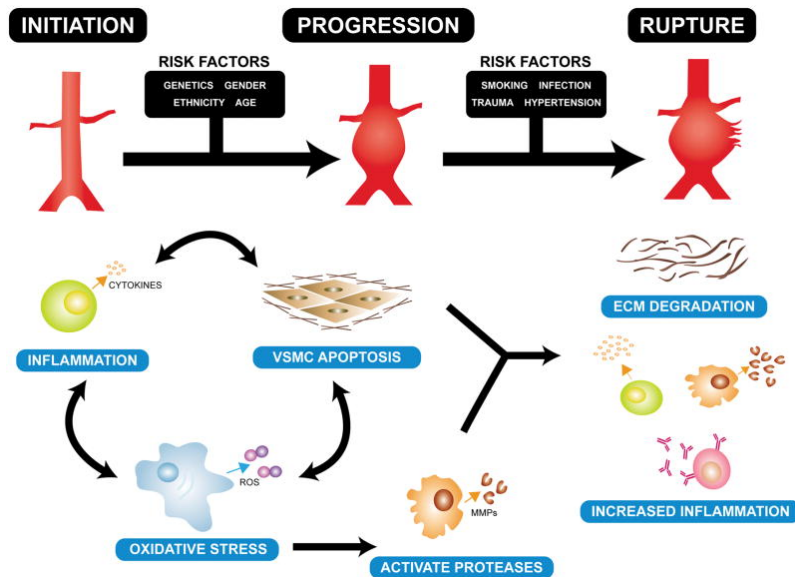 INITIATION
PROGRESSION
RUPTURE
RISK FACTORS
GENETICS GENDER
ETHNICITY AGE
RISK FACTORS
SMOKING INFECTION
TRAUMA HYPERTENSION
CYTOKINES
INFLAMMATION
VSMC APOPTOSIS
ECM DEGRADATION
ROS
OXIDATIVE STRESS
MMPs
ACTIVATE PROTEASES
INCREASED INFLAMMATION